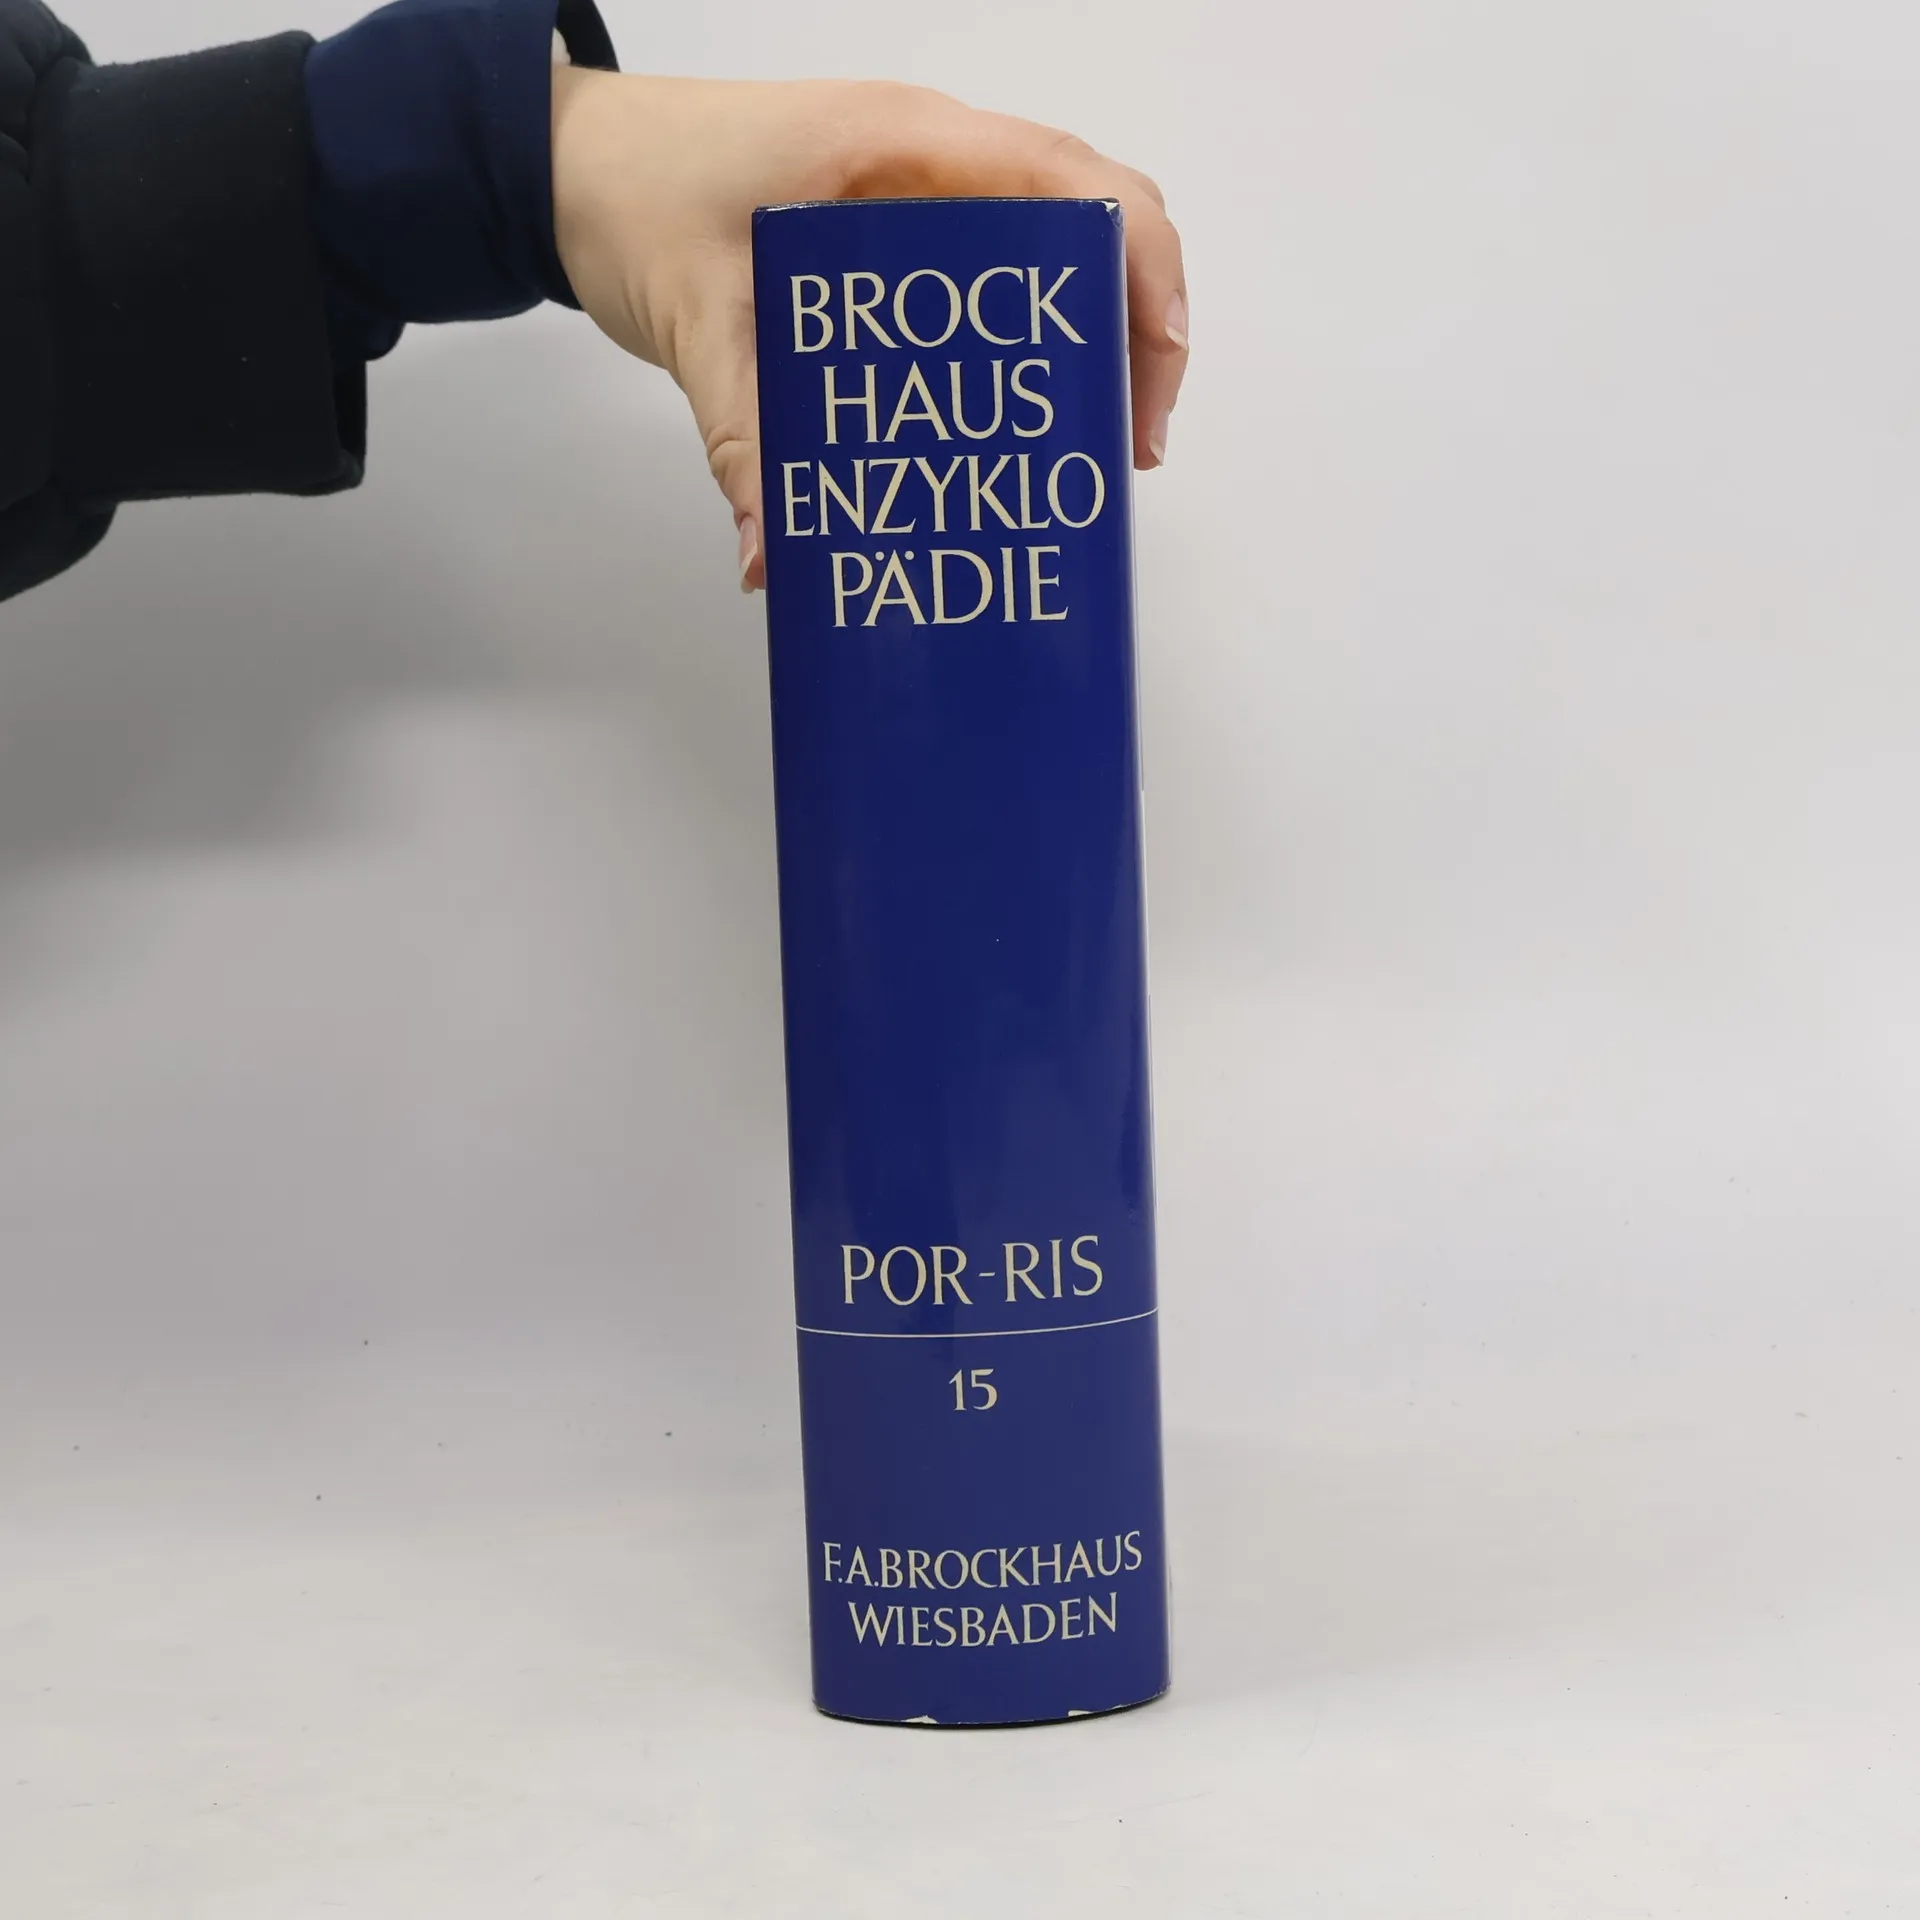 BROCK
HAUS
ENZYKLO
PÄDIE
POR-RIS
15
F.A.BROCKHAUS
WIESBADEN